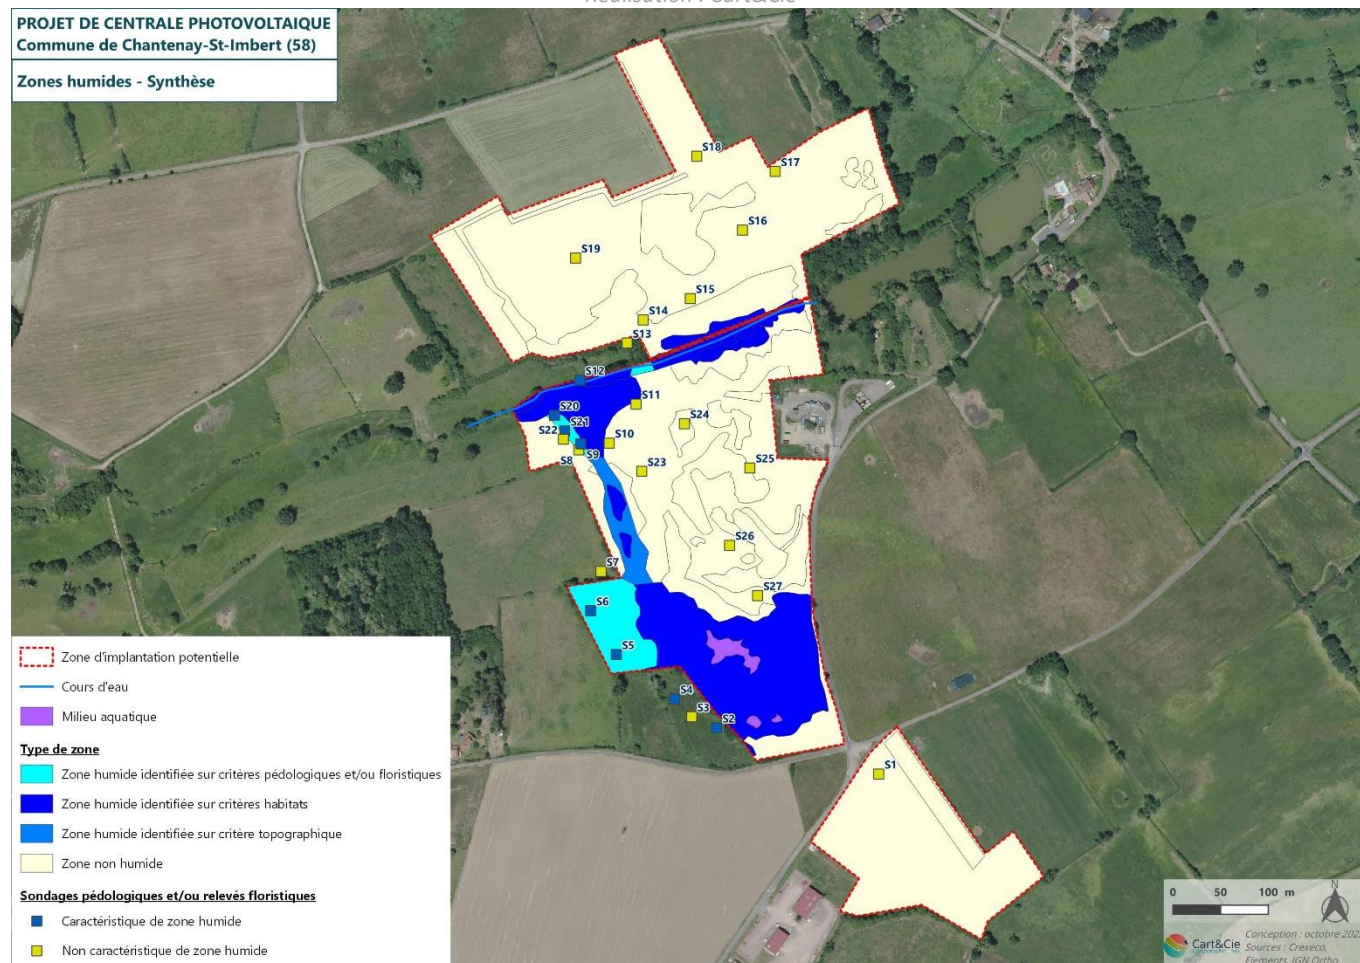 PROJET DE CENTRALE PHOTOVOLTAIQUE
Commune de Chantenay-St-Imbert (58)
Zones humides - Synthèse
S18
S17
S16
S19
S15
S14
S13
S12
S11
S20
S24
S21
S22
S10
S8
S9
S23
S25
S26
S7
S27
S6
S5
S4
S3
S2
S1
Zone d'implantation potentielle
Cours d'eau
Milieu aquatique
Type de zone
Zone humide identifiée sur critères pédologiques et/ou floristiques
Zone humide identifiée sur critères habitats
Zone humide identifiée sur critère topographique
Zone non humide
Sondages pédologiques et/ou relevés floristiques
Caractéristique de zone humide
Non caractéristique de zone humide
0 50 100 m
N
Cart&Cie
Conception : octobre
Sources : Crexeco,
Elements, IGN Ortho